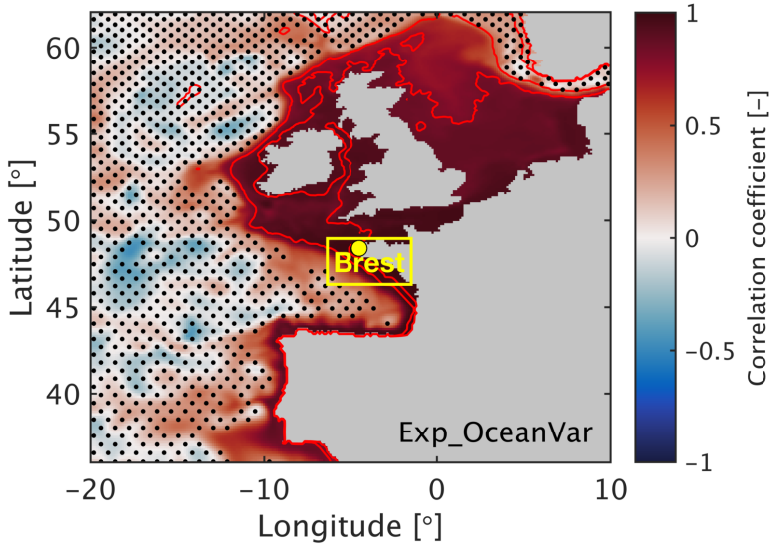 60
55
50
45
40
-20
-10
0
10
Latitude [°]
Longitude [°]
Brest
Exp_OceanVar
1
0.5
0
-0.5
-1
Correlation coefficient [-]